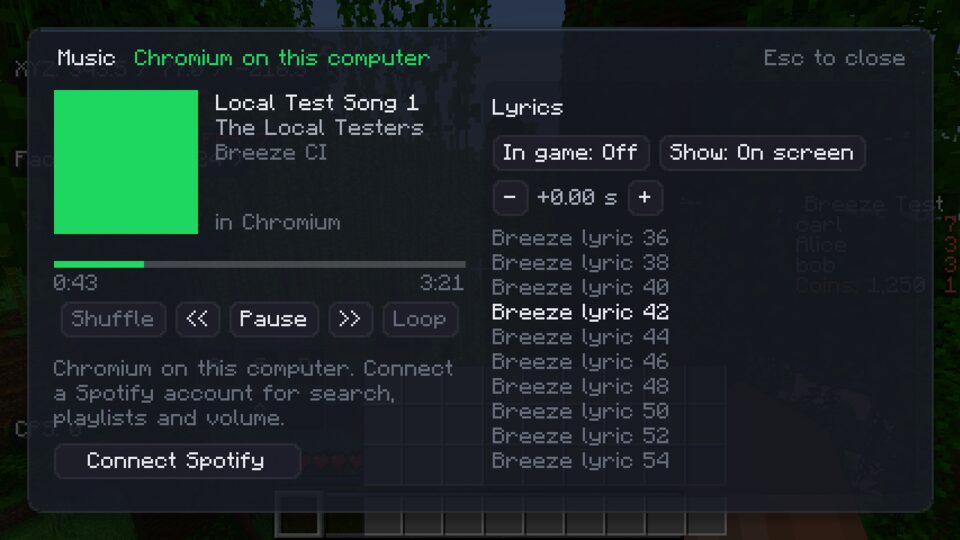 Music Chromium on this computer
Esc to close
Local Test Song 1
The Local Testers
Breeze CI
in Chromium
0:43
3:21
Shuffle
<<
Pause
>>
Loop
Chromium on this computer. Connect
a Spotify account for search,
playlists and volume.
Connect Spotify
Lyrics
In game: Off
Show: On screen
-
+0.00 s
+
Breeze lyric 36
Breeze lyric 38
Breeze lyric 40
Breeze lyric 42
Breeze lyric 44
Breeze lyric 46
Breeze lyric 48
Breeze lyric 50
Breeze lyric 52
Breeze lyric 54
Breeze Test
carl
Alice
bob
Coins: 1,250